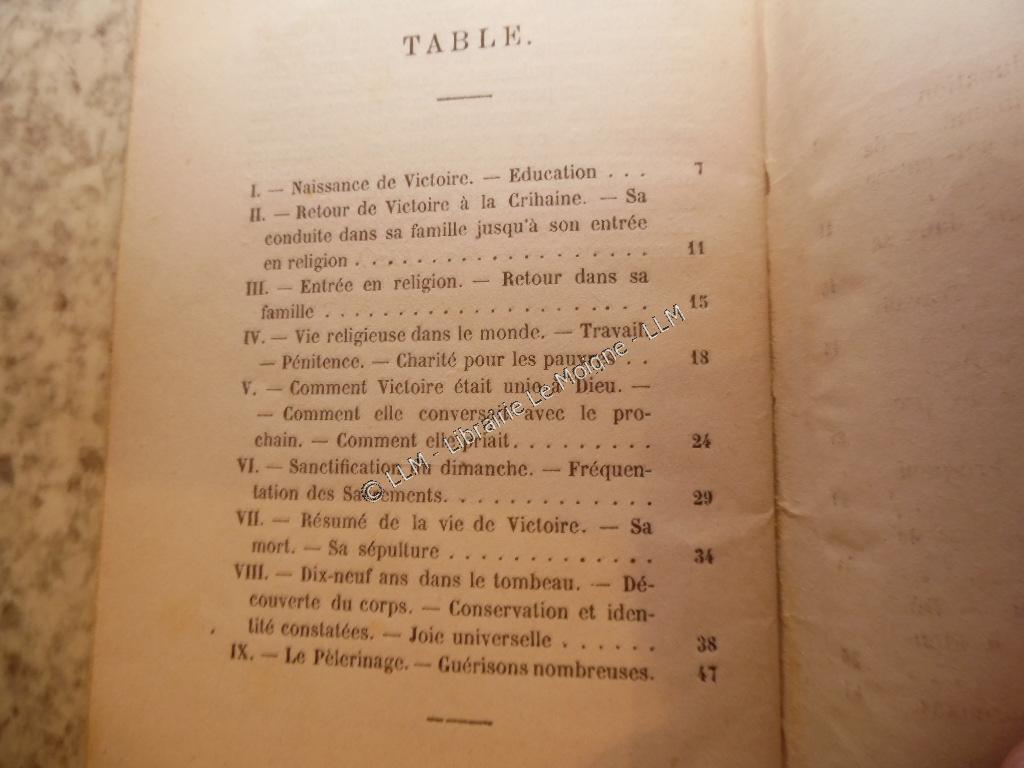 TABLE.
I. — Naissance de Victoire. — Education . . . 7
II. — Retour de Victoire à la Crihaine. — Sa
conduite dans sa famille jusqu'à son entrée
en religion . . . . . . . . . . . . . . . . . . . 11
III. — Entrée en religion. — Retour dans sa
famille . . . . . . . . . . . . . . . . . . . . 15
IV. — Vie religieuse dans le monde. — Travail.
— Pénitence. — Charité pour les pauvres . . 18
V. — Comment Victoire était unie à Dieu. —
— Comment elle conversait avec le pro-
chain. — Comment elle priait. . . . . . . . . 24
VI. — Sanctification du dimanche. — Fréquen-
tation des Sacrements. . . . . . . . . . . . . 29
VII. — Résumé de la vie de Victoire. — Sa
mort. — Sa sépulture . . . . . . . . . . . . . 34
VIII. — Dix-neuf ans dans le tombeau. — Dé-
couverte du corps. — Conservation et iden-
tité constatées. — Joie universelle . . . . . . 38
IX. — Le Pèlerinage. — Guérisons nombreuses. 47
© LLM - Librairie Le Moigne - LLM